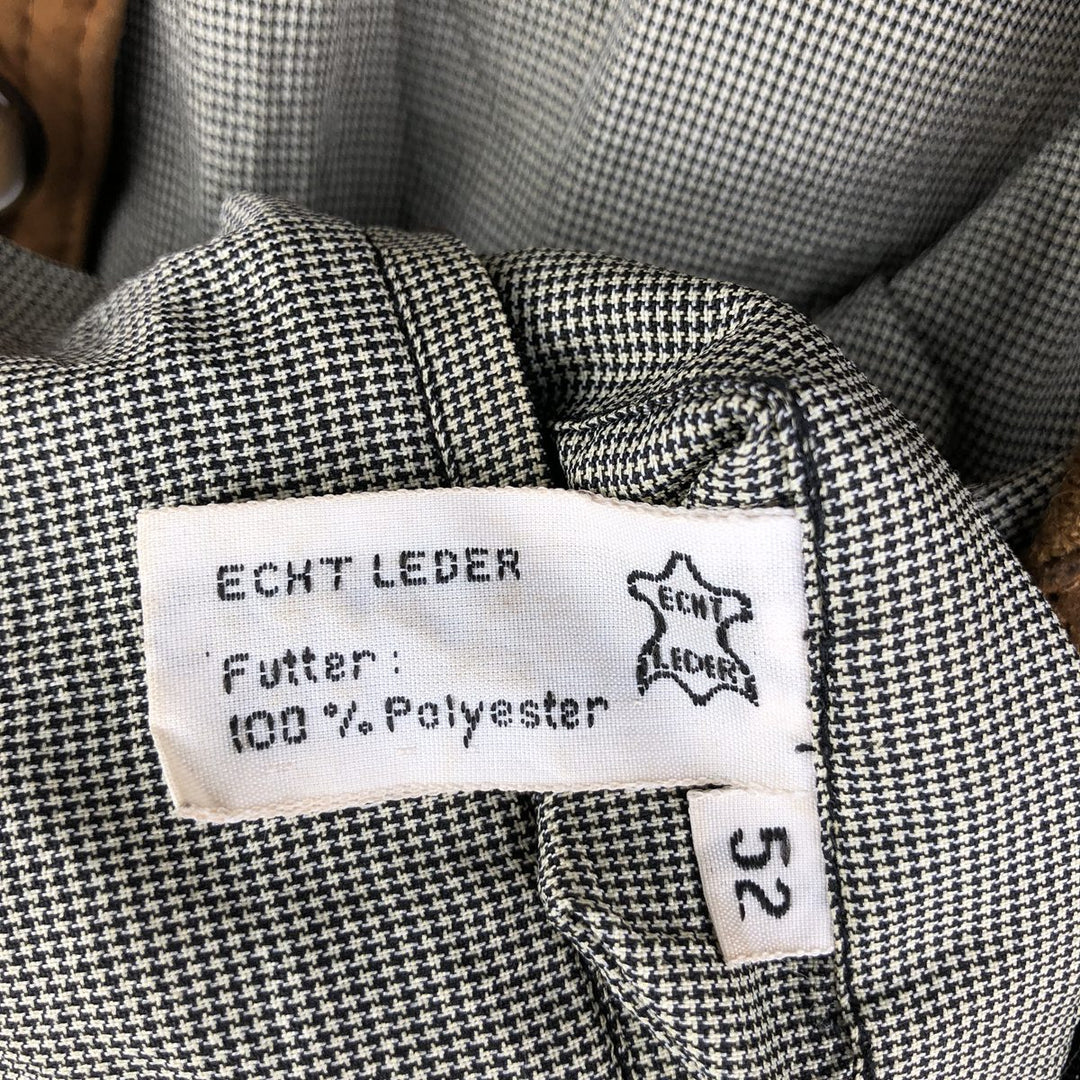 ECHT LEDER
Futter:
100 % Polyester
ECHT
LEDER
52